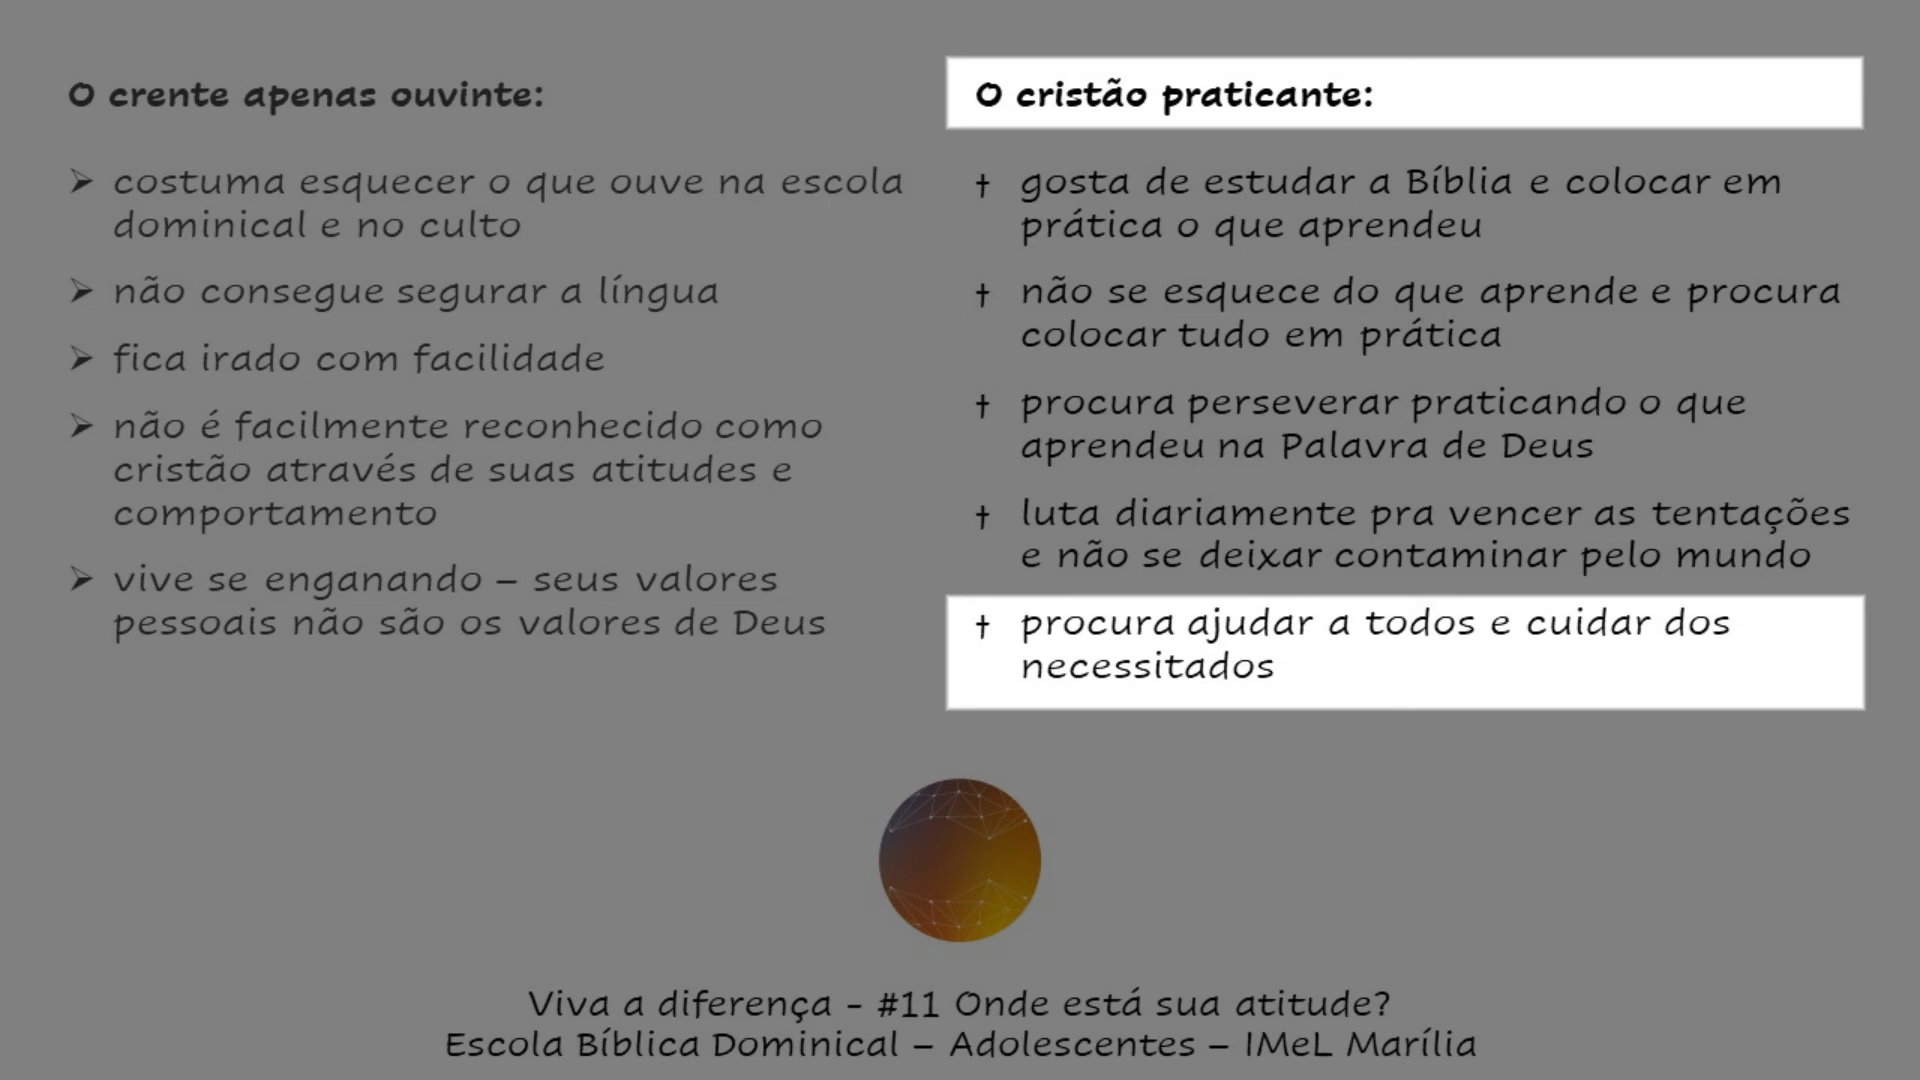 O crente apenas ouvinte:
➢ costuma esquecer o que ouve na escola
dominical e no culto
➢ não consegue segurar a língua
➢ fica irado com facilidade
➢ não é facilmente reconhecido como
cristão através de suas atitudes e
comportamento
➢ vive se enganando – seus valores
pessoais não são os valores de Deus
O cristão praticante:
† gosta de estudar a Bíblia e colocar em
prática o que aprendeu
† não se esquece do que aprende e procura
colocar tudo em prática
† procura perseverar praticando o que
aprendeu na Palavra de Deus
† luta diariamente pra vencer as tentações
e não se deixar contaminar pelo mundo
† procura ajudar a todos e cuidar dos
necessitados
Viva a diferença - #11 Onde está sua atitude?
Escola Bíblica Dominical – Adolescentes – IMeL Marília